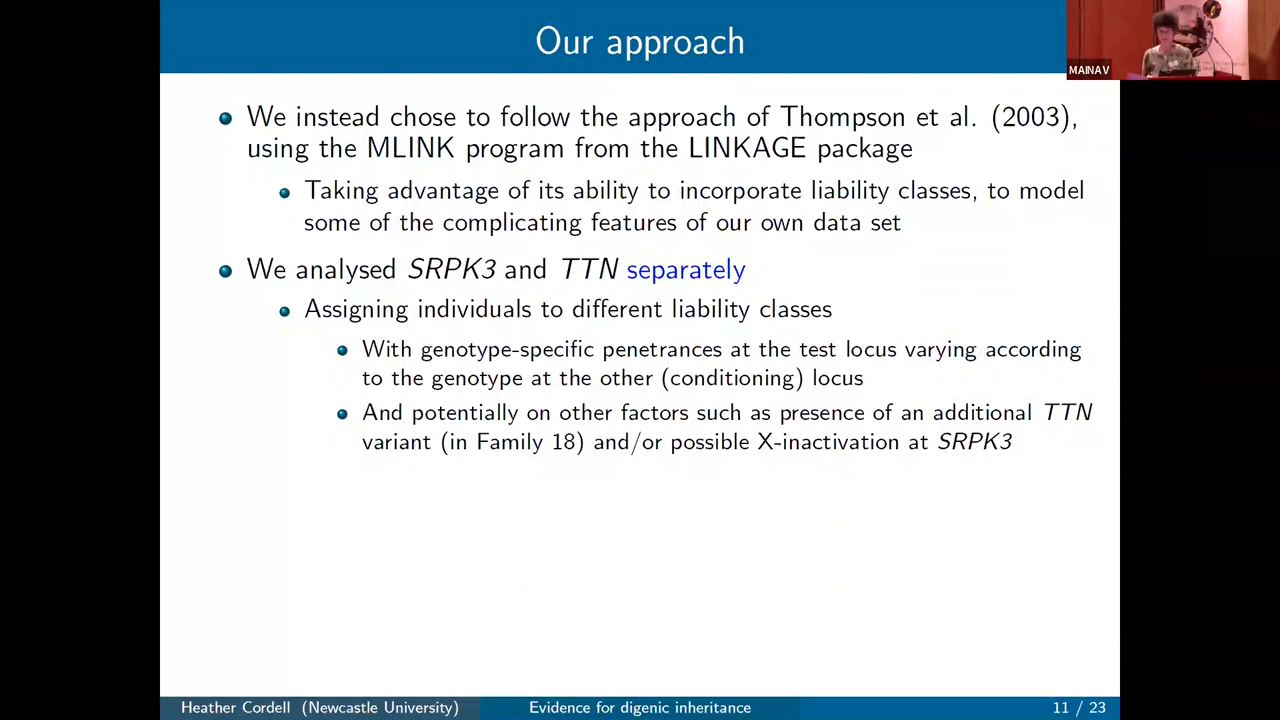 Our approach
MAINAV
We instead chose to follow the approach of Thompson et al. (2003),
using the MLINK program from the LINKAGE package
Taking advantage of its ability to incorporate liability classes, to model
some of the complicating features of our own data set
We analysed SRPK3 and TTN separately
Assigning individuals to different liability classes
With genotype-specific penetrances at the test locus varying according
to the genotype at the other (conditioning) locus
And potentially on other factors such as presence of an additional TTN
variant (in Family 18) and/or possible X-inactivation at SRPK3
Heather Cordell (Newcastle University) Evidence for digenic inheritance 11 / 23